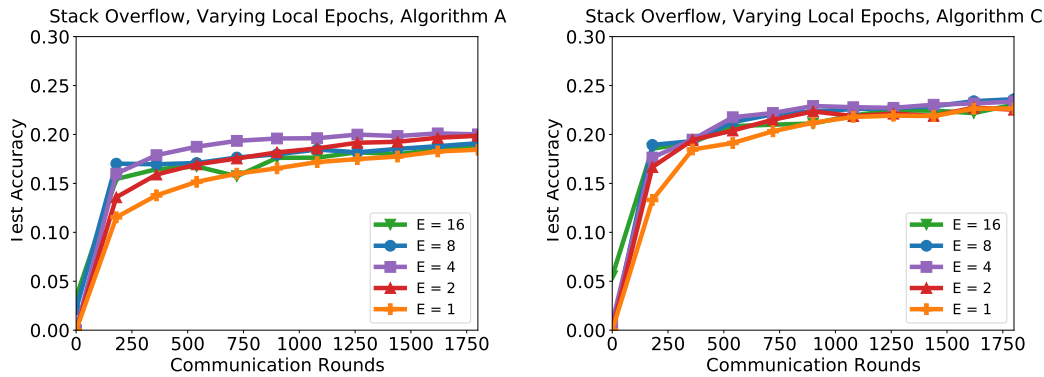 Stack Overflow, Varying Local Epochs, Algorithm A
0.30
0.25
0.20
0.15
0.10
0.05
0.00
Test Accuracy
E = 16
E = 8
E = 4
E = 2
E = 1
0 250 500 750 1000 1250 1500 1750
Communication Rounds
Stack Overflow, Varying Local Epochs, Algorithm C
0.30
0.25
0.20
0.15
0.10
0.05
0.00
Test Accuracy
E = 16
E = 8
E = 4
E = 2
E = 1
0 250 500 750 1000 1250 1500 1750
Communication Rounds